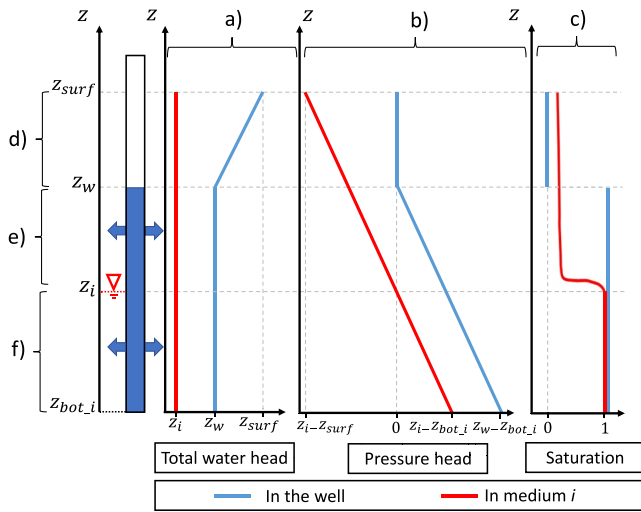 z z a) z b) z c)
z_surf
d)
z_w
e)
z_i
f)
z_bot_i
z_i z_w z_surf z_i−z_surf 0 z_i−z_bot_i z_w−z_bot_i 0 1
Total water head Pressure head Saturation
In the well In medium i